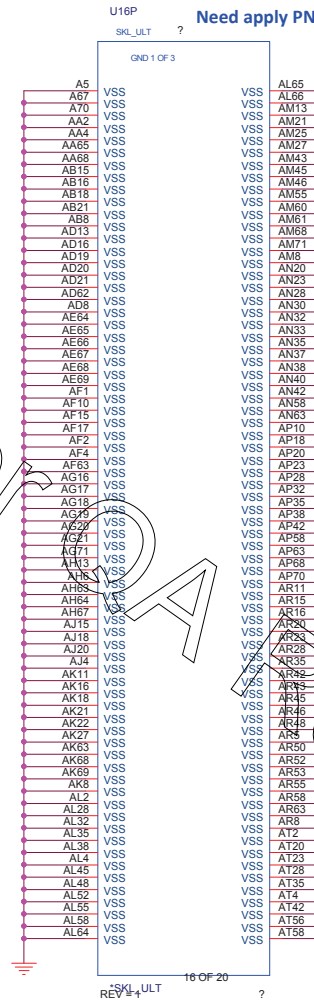 U16P
Need apply PN
SKL_ULT ?
GND 1 OF 3
A5 VSS VSS AL65
A67 VSS VSS AL66
A70 VSS VSS AM13
AA2 VSS VSS AM21
AA4 VSS VSS AM25
AA65 VSS VSS AM27
AA68 VSS VSS AM43
AB15 VSS VSS AM45
AB16 VSS VSS AM46
AB18 VSS VSS AM55
AB21 VSS VSS AM60
AB8 VSS VSS AM61
AD13 VSS VSS AM68
AD16 VSS VSS AM71
AD19 VSS VSS AM8
AD20 VSS VSS AN20
AD21 VSS VSS AN23
AD62 VSS VSS AN28
AD8 VSS VSS AN30
AE64 VSS VSS AN32
AE65 VSS VSS AN33
AE66 VSS VSS AN35
AE67 VSS VSS AN37
AE68 VSS VSS AN38
AE69 VSS VSS AN40
AF1 VSS VSS AN42
AF10 VSS VSS AN58
AF15 VSS VSS AN63
AF17 VSS VSS AP10
AF2 VSS VSS AP18
AF4 VSS VSS AP20
AF63 VSS VSS AP23
AG16 VSS VSS AP28
AG17 VSS VSS AP32
AG18 VSS VSS AP35
AG19 VSS VSS AP38
AG20 VSS VSS AP42
AG21 VSS VSS AP58
AG71 VSS VSS AP63
AH13 VSS VSS AP68
AH6 VSS VSS AP70
AH63 VSS VSS AR11
AH64 VSS VSS AR15
AH67 VSS VSS AR16
AJ15 VSS VSS AR20
AJ18 VSS VSS AR23
AJ20 VSS VSS AR28
AJ4 VSS VSS AR35
AK11 VSS VSS AR42
AK16 VSS VSS AR43
AK18 VSS VSS AR45
AK21 VSS VSS AR46
AK22 VSS VSS AR48
AK27 VSS VSS AR5
AK63 VSS VSS AR50
AK68 VSS VSS AR52
AK69 VSS VSS AR53
AK8 VSS VSS AR55
AL2 VSS VSS AR58
AL28 VSS VSS AR63
AL32 VSS VSS AR8
AL35 VSS VSS AT2
AL38 VSS VSS AT20
AL4 VSS VSS AT23
AL45 VSS VSS AT28
AL48 VSS VSS AT35
AL52 VSS VSS AT4
AL55 VSS VSS AT42
AL58 VSS VSS AT56
AL64 VSS VSS AT58
16 OF 20
*SKL_ULT
REV = 1 ?